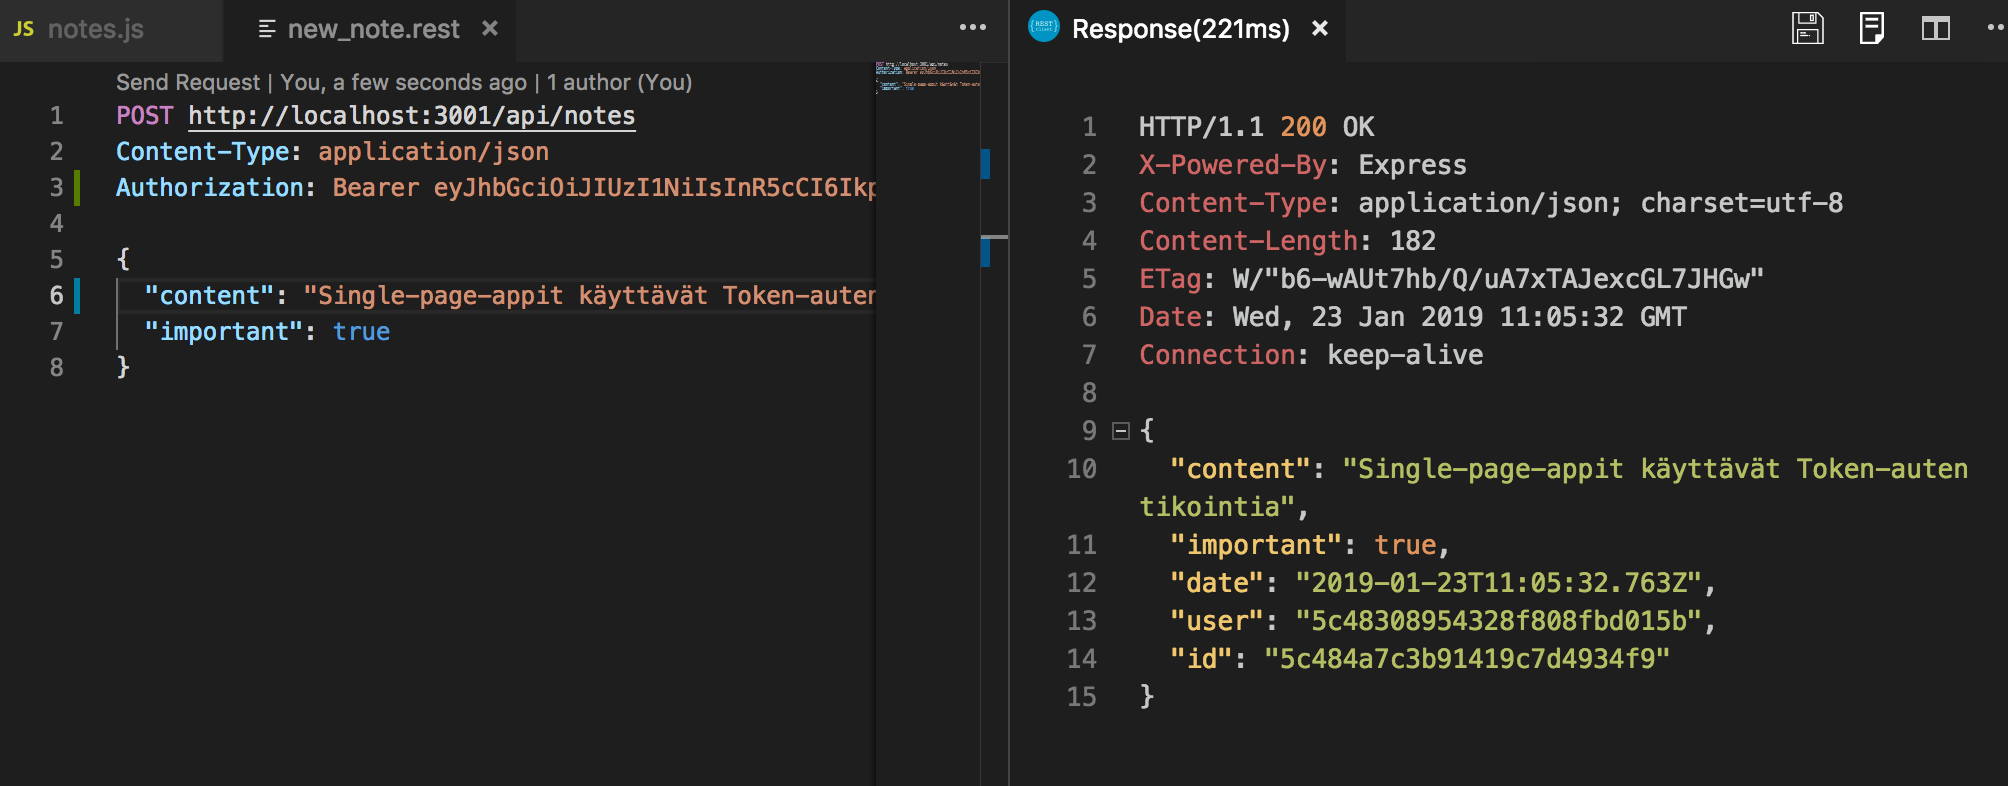 JS notes.js
new_note.rest
Send Request | You, a few seconds ago | 1 author (You)
1 POST http://localhost:3001/api/notes
2 Content-Type: application/json
3 Authorization: Bearer eyJhbGciOiJIUzI1NiIsInR5cCI6Ikp
4
5 {
6 "content": "Single-page-appit käyttävät Token-auten
7 "important": true
8 }
Response(221ms)
1 HTTP/1.1 200 OK
2 X-Powered-By: Express
3 Content-Type: application/json; charset=utf-8
4 Content-Length: 182
5 ETag: W/"b6-wAUt7hb/Q/uA7xTAJexcGL7JHGw"
6 Date: Wed, 23 Jan 2019 11:05:32 GMT
7 Connection: keep-alive
8
9 {
10 "content": "Single-page-appit käyttävät Token-auten
tikointia",
11 "important": true,
12 "date": "2019-01-23T11:05:32.763Z",
13 "user": "5c48308954328f808fbd015b",
14 "id": "5c484a7c3b91419c7d4934f9"
15 }